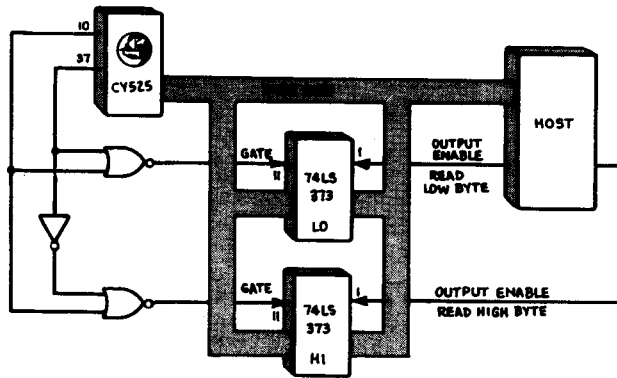 10
37
CY525
HOST
GATE
11
74LS
373
LO
1
OUTPUT
ENABLE
READ
LOW BYTE
GATE
11
74LS
373
HI
1
OUTPUT ENABLE
READ HIGH BYTE